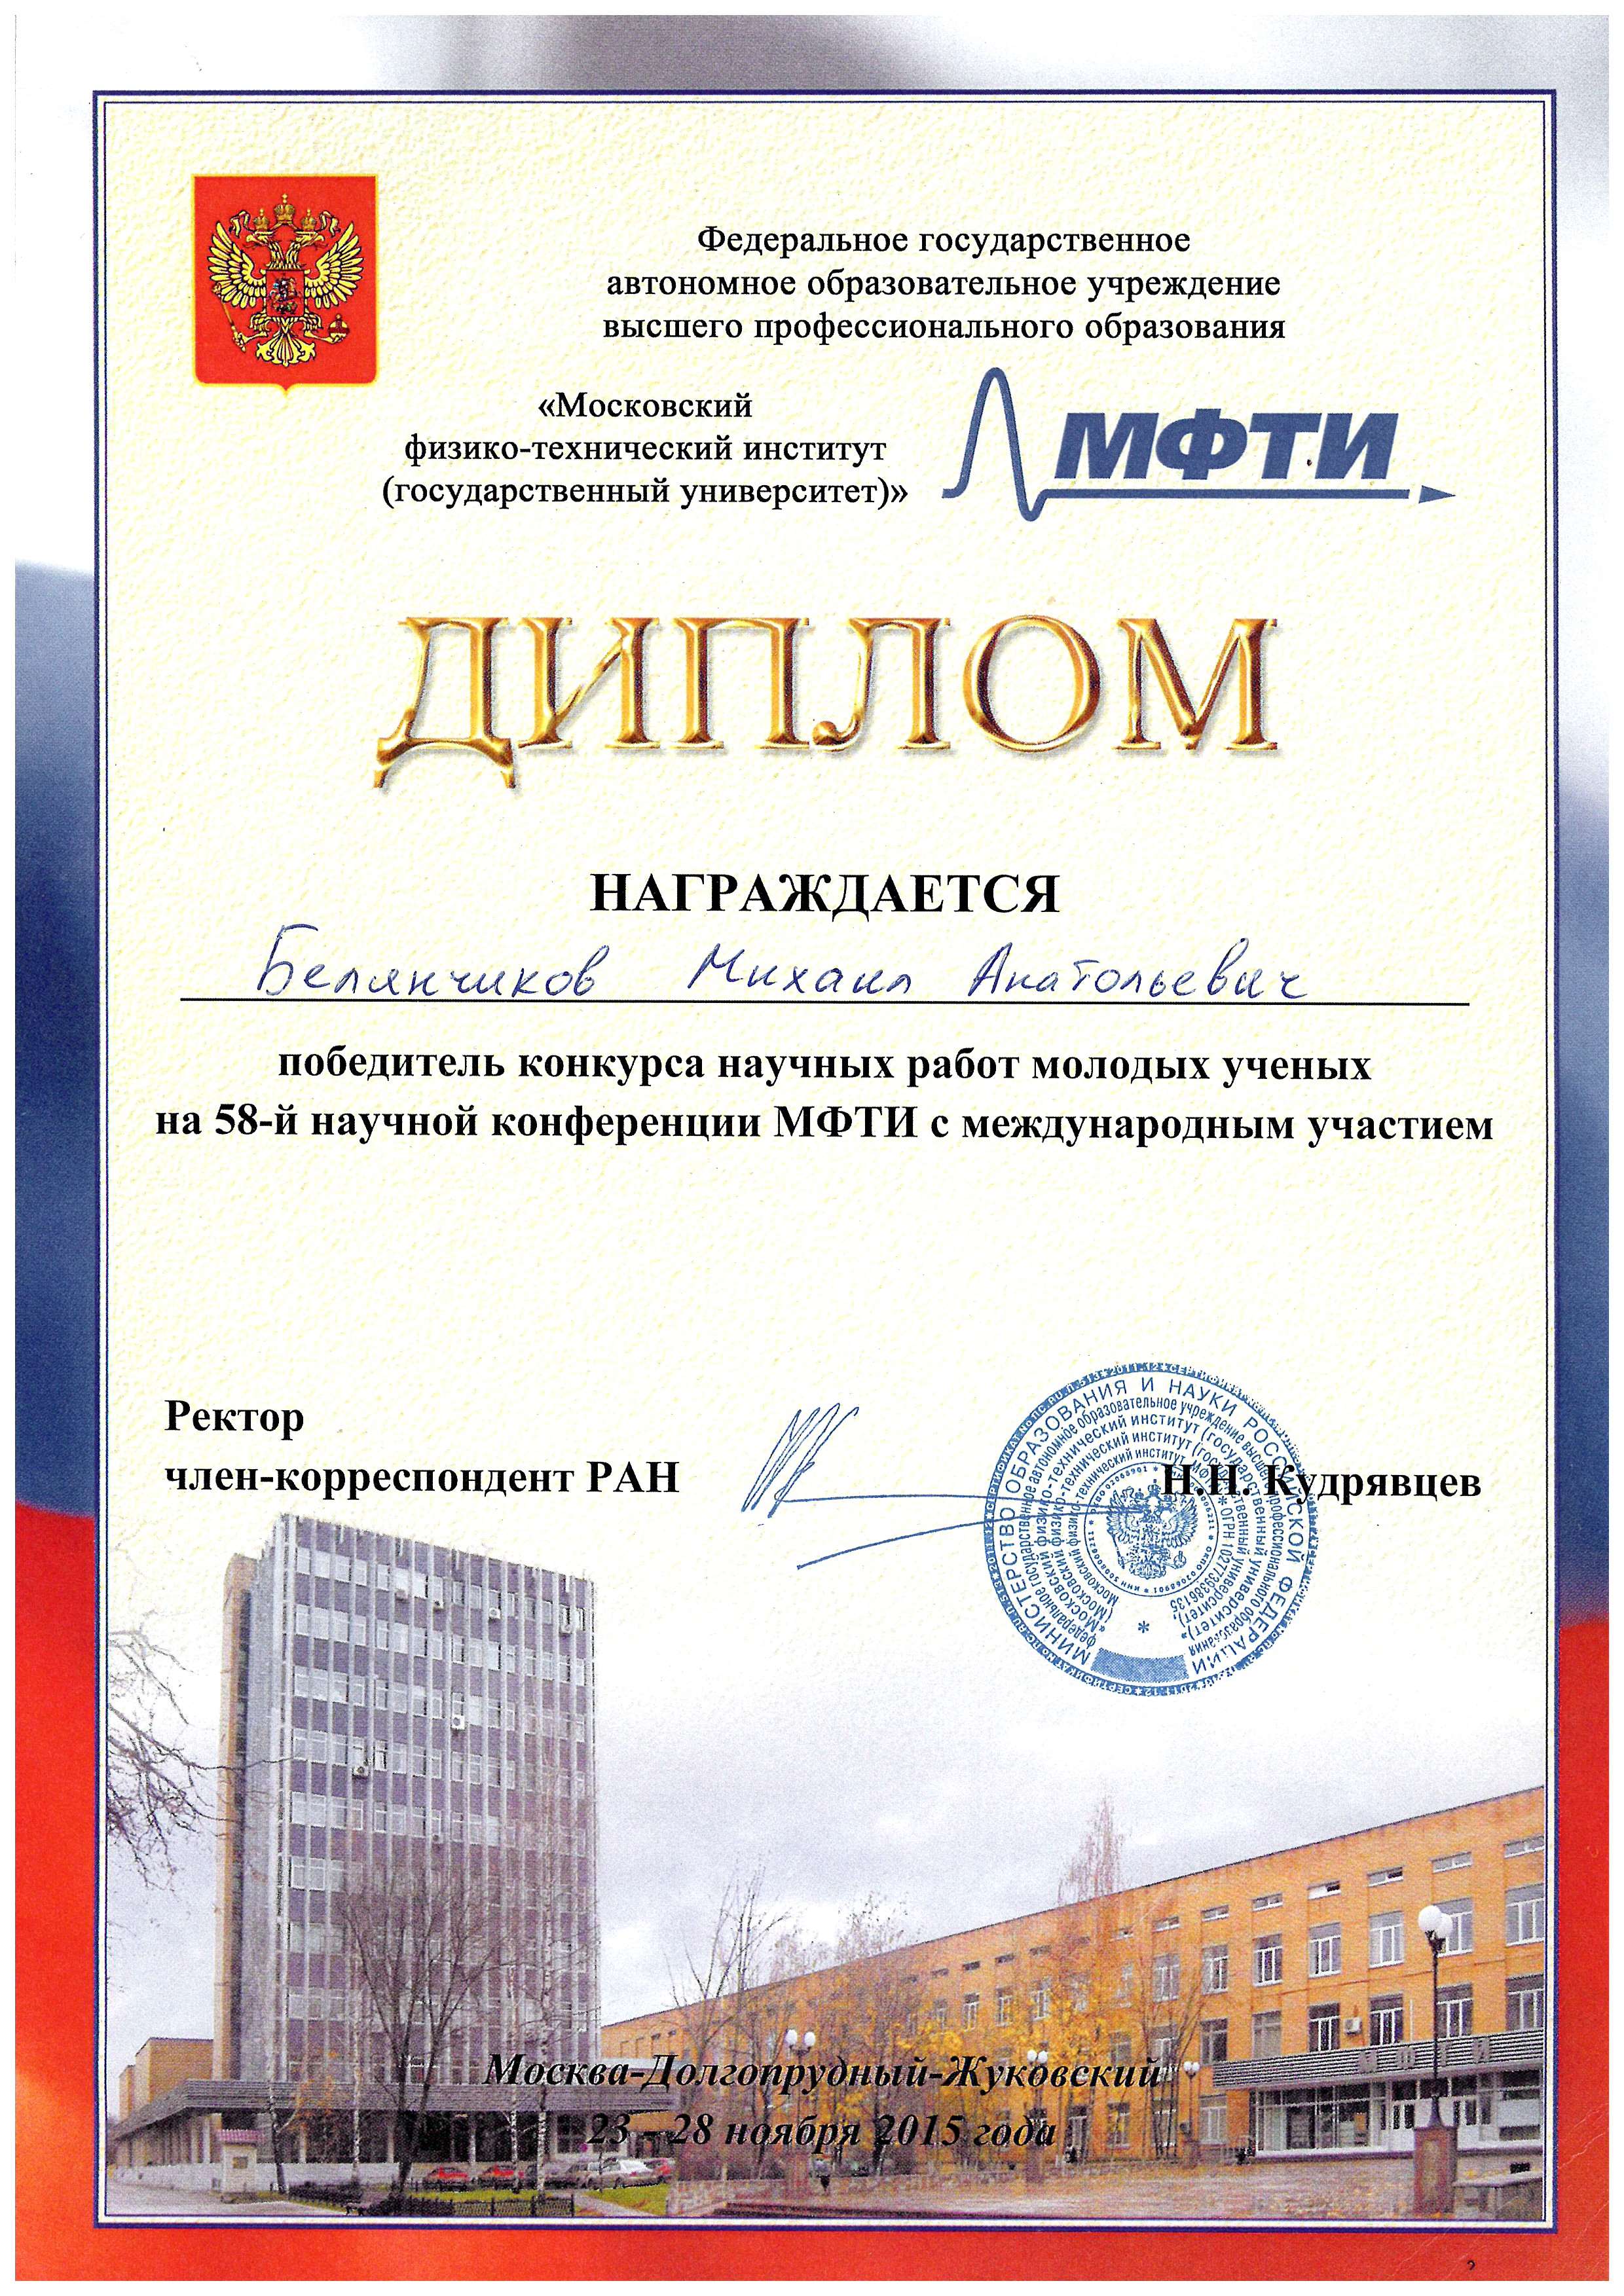 Федеральное государственное
автономное образовательное учреждение
высшего профессионального образования
«Московский
физико-технический институт
(государственный университет)»
МФТИ
ДИПЛОМ
НАГРАЖДАЕТСЯ
Белянчиков Михаил Анатольевич
победитель конкурса научных работ молодых ученых
на 58-й научной конференции МФТИ с международным участием
Ректор
член-корреспондент РАН
Н.Н. Кудрявцев
МИНИСТЕРСТВО ОБРАЗОВАНИЯ И НАУКИ РОССИЙСКОЙ ФЕДЕРАЦИИ
федеральное государственное автономное образовательное учреждение высшего профессионального образования
«Московский физико-технический институт (государственный университет)»
ОГРН 1027739386135
МФТИ
Москва-Долгопрудный-Жуковский
23 – 28 ноября 2015 года